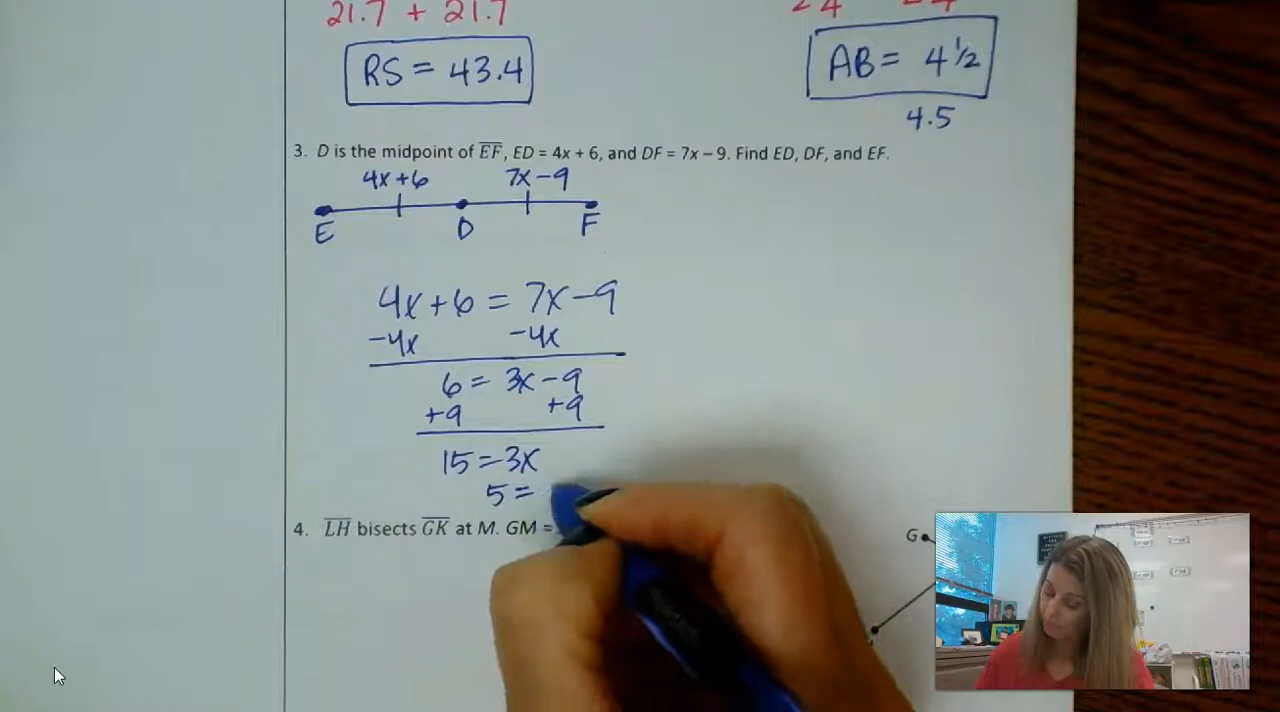 21.7 + 21.7
RS = 43.4
AB = 4 1/2
4.5
3. D is the midpoint of EF, ED = 4x + 6, and DF = 7x – 9. Find ED, DF, and EF.
4x+6 7x-9
E D F
4x+6 = 7x-9
-4x -4x
6 = 3x-9
+9 +9
15 = 3x
5 =
4. LH bisects GK at M. GM =
G